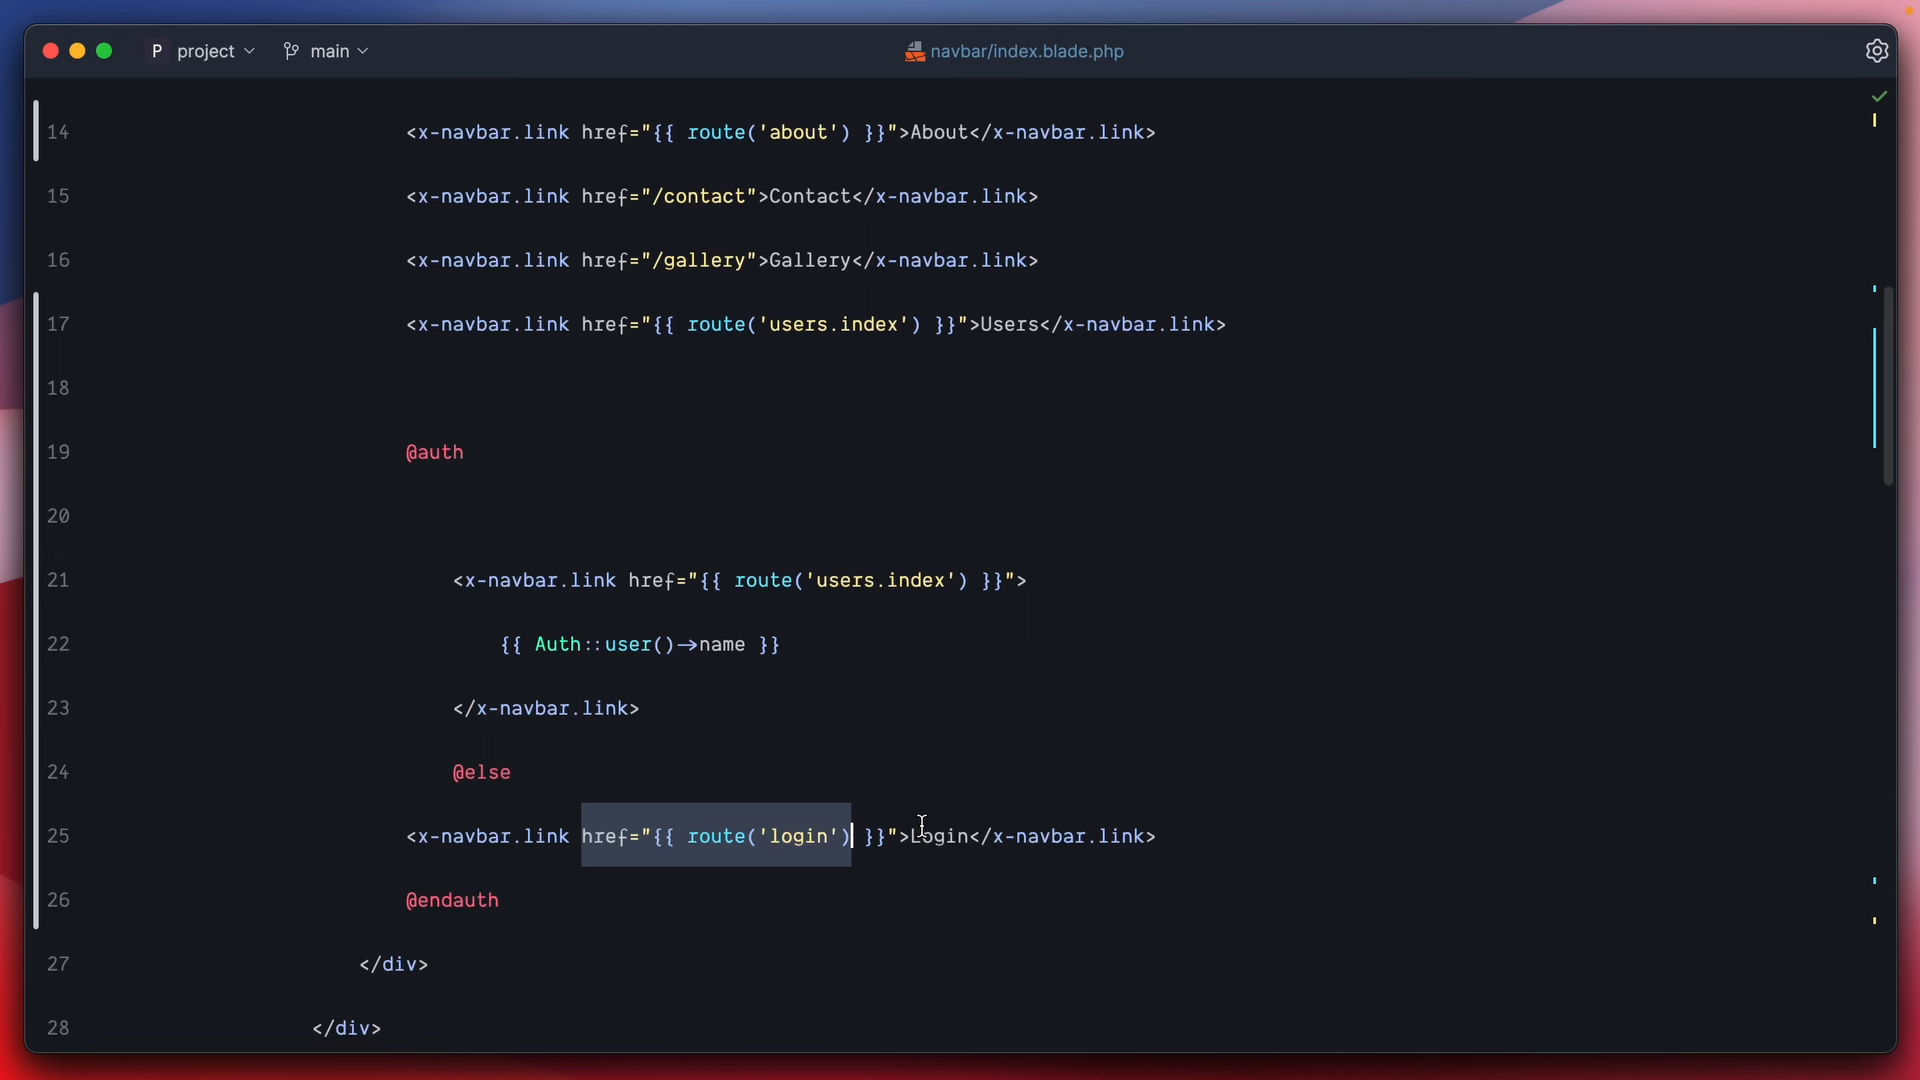 P project main navbar/index.blade.php
14 <x-navbar.link href="{{ route('about') }}">About</x-navbar.link>
15 <x-navbar.link href="/contact">Contact</x-navbar.link>
16 <x-navbar.link href="/gallery">Gallery</x-navbar.link>
17 <x-navbar.link href="{{ route('users.index') }}">Users</x-navbar.link>
18
19 @auth
20
21 <x-navbar.link href="{{ route('users.index') }}">
22 {{ Auth::user()->name }}
23 </x-navbar.link>
24 @else
25 <x-navbar.link href="{{ route('login') }}">Login</x-navbar.link>
26 @endauth
27 </div>
28 </div>